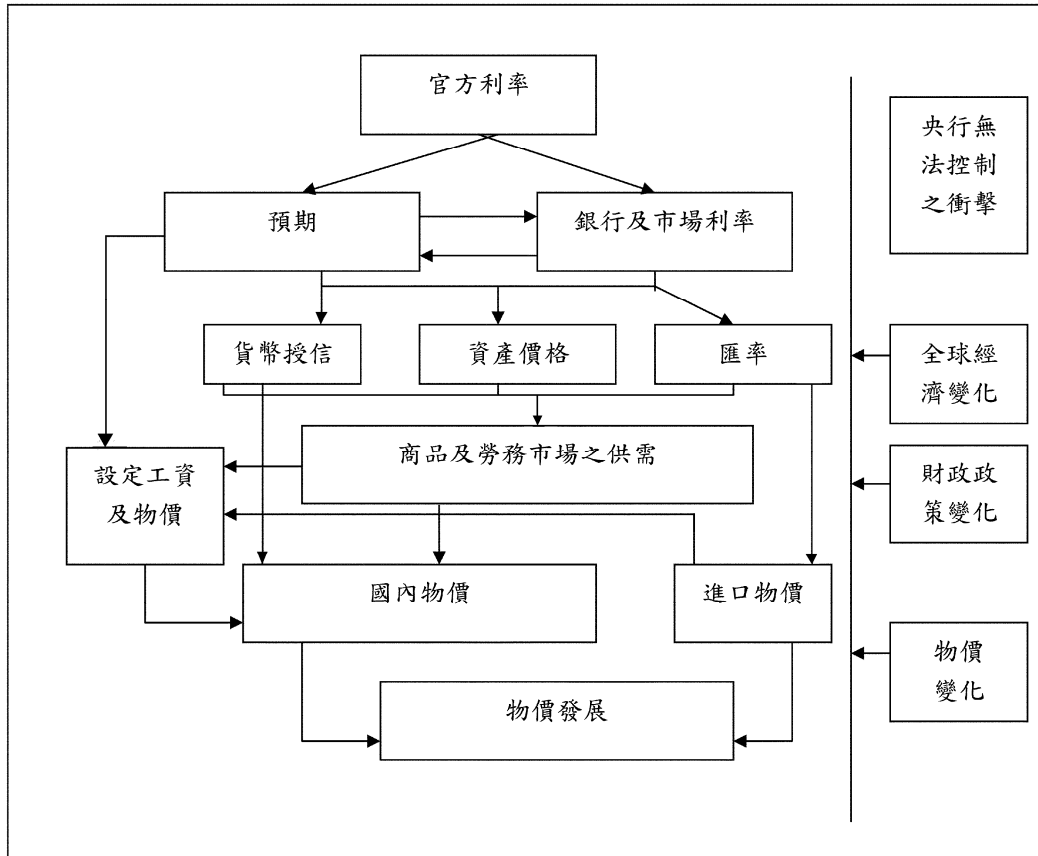 官方利率
央行無
法控制
之衝擊
預期
銀行及市場利率
貨幣授信
資產價格
匯率
全球經
濟變化
商品及勞務市場之供需
設定工資
及物價
財政政
策變化
國內物價
進口物價
物價
變化
物價發展